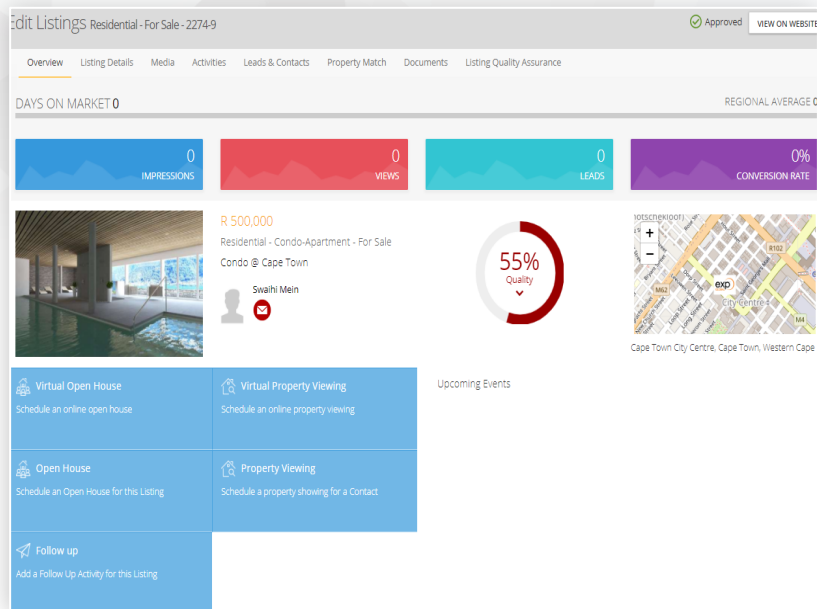 Edit Listings Residential - For Sale - 2274-9
Approved
VIEW ON WEBSITE
Overview Listing Details Media Activities Leads & Contacts Property Match Documents Listing Quality Assurance
DAYS ON MARKET 0
REGIONAL AVERAGE 0
0
IMPRESSIONS
0
VIEWS
0
LEADS
0%
CONVERSION RATE
R 500,000
Residential - Condo-Apartment - For Sale
Condo @ Cape Town
Swaihi Mein
55%
Quality
+
−
R102
M62
exp
City Centre
M4
Cape Town City Centre, Cape Town, Western Cape
Virtual Open House
Schedule an online open house
Virtual Property Viewing
Schedule an online property viewing
Upcoming Events
Open House
Schedule an Open House for this Listing
Property Viewing
Schedule a property showing for a Contact
Follow up
Add a Follow Up Activity for this Listing